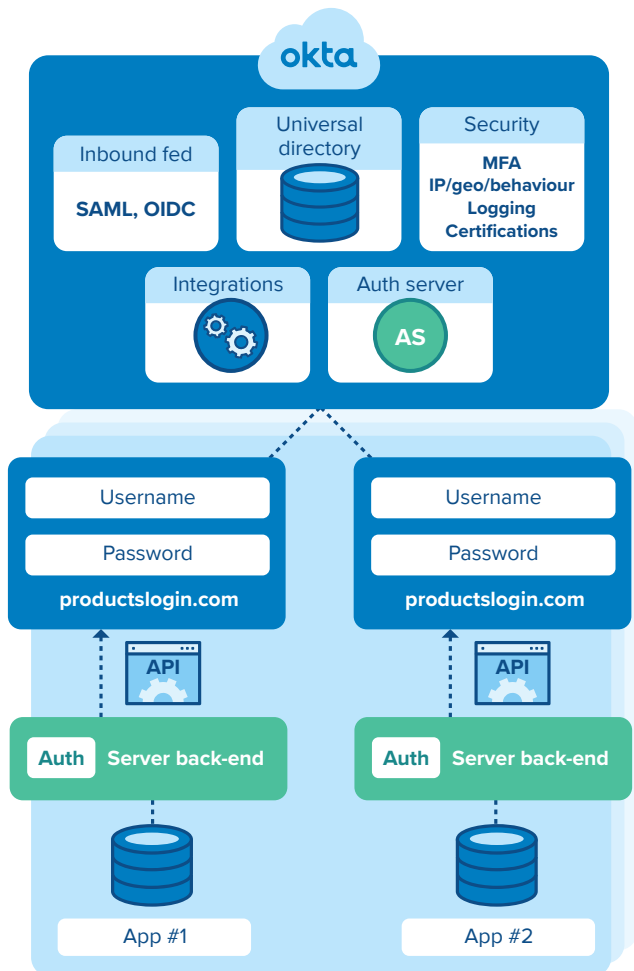 okta
Inbound fed
SAML, OIDC
Universal
directory
Security
MFA
IP/geo/behaviour
Logging
Certifications
Integrations
Auth server
AS
Username
Password
productslogin.com
Username
Password
productslogin.com
API
API
Auth
Server back-end
Auth
Server back-end
App #1
App #2